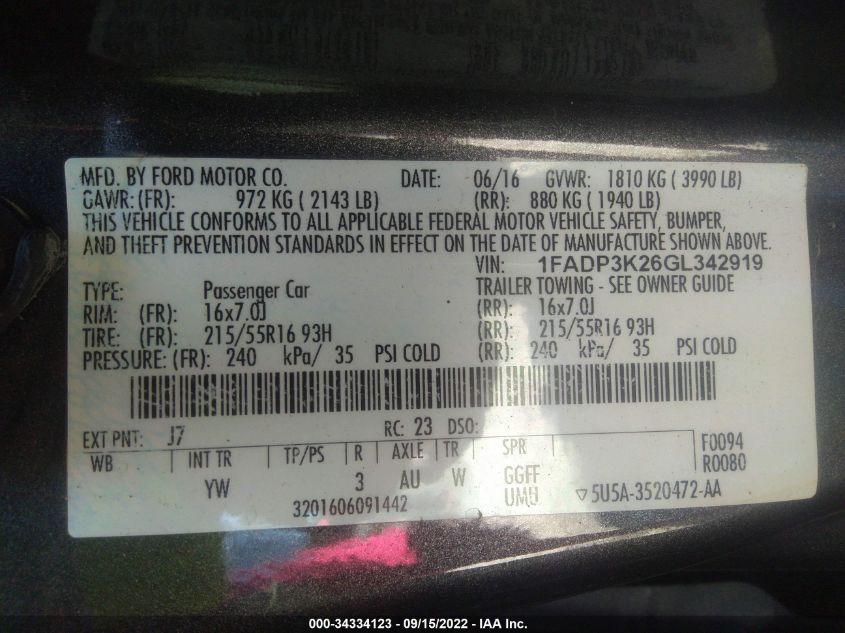 MFD. BY FORD MOTOR CO. DATE: 06/16 GVWR: 1810 KG ( 3990 LB)
GAWR: (FR): 972 KG ( 2143 LB) (RR): 880 KG ( 1940 LB)
THIS VEHICLE CONFORMS TO ALL APPLICABLE FEDERAL MOTOR VEHICLE SAFETY, BUMPER,
AND THEFT PREVENTION STANDARDS IN EFFECT ON THE DATE OF MANUFACTURE SHOWN ABOVE.
VIN: 1FADP3K26GL342919
TYPE: Passenger Car TRAILER TOWING - SEE OWNER GUIDE
RIM: (FR): 16x7.0J (RR): 16x7.0J
TIRE: (FR): 215/55R16 93H (RR): 215/55R16 93H
PRESSURE: (FR): 240 kPa/ 35 PSI COLD (RR): 240 kPa/ 35 PSI COLD
EXT PNT: J7 RC: 23 DSO: F0094
WB INT TR TP/PS R AXLE TR SPR R0080
YW 3 AU W GGFF
UMU ▽5U5A-3520472-AA
3201606091442
000-34334123 - 09/15/2022 - IAA Inc.